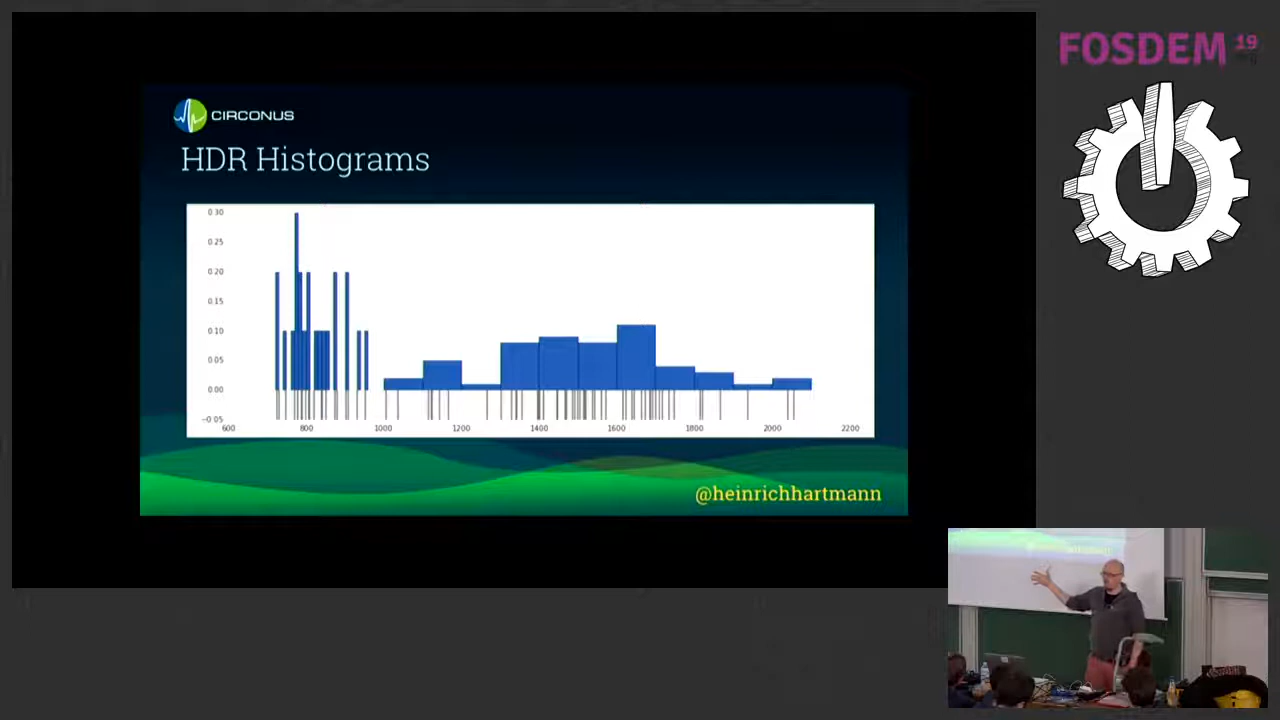 FOSDEM 19
CIRCONUS
HDR Histograms
0.30
0.25
0.20
0.15
0.10
0.05
0.00
−0.05
600 800 1000 1200 1400 1600 1800 2000 2200
@heinrichhartmann